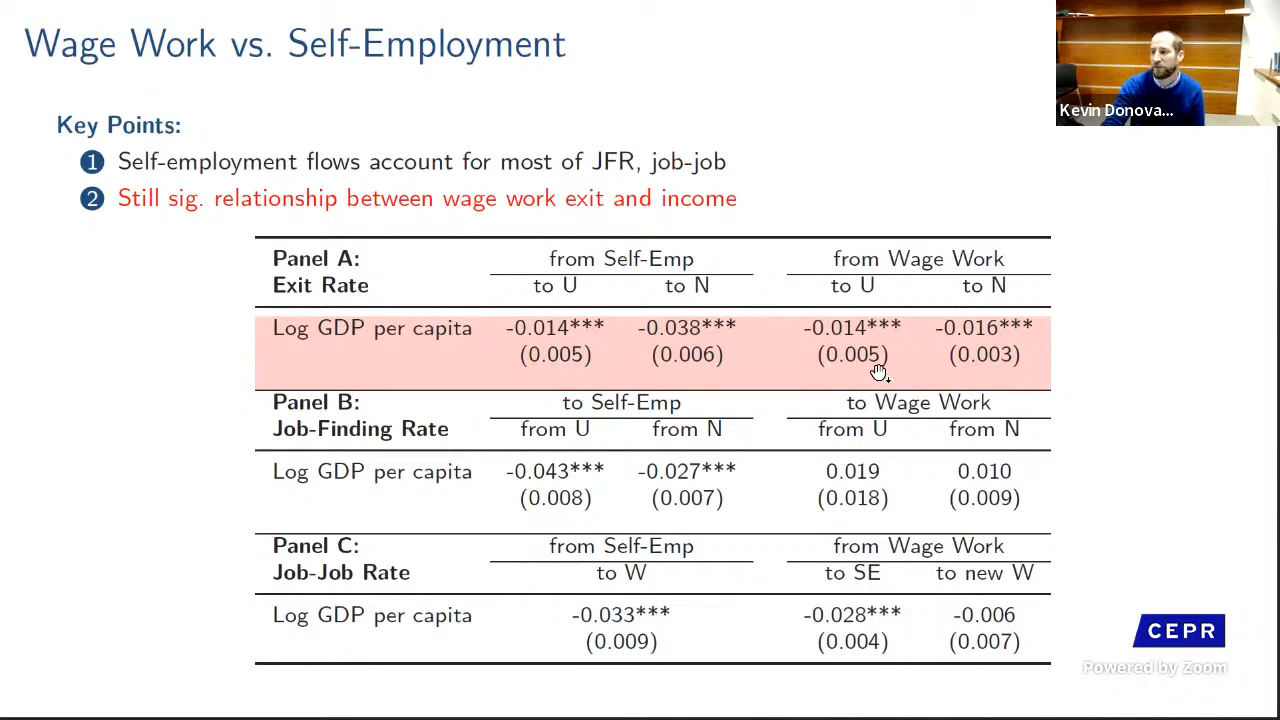 Wage Work vs. Self-Employment
Kevin Donova...
Key Points:
1 Self-employment flows account for most of JFR, job-job
2 Still sig. relationship between wage work exit and income
Panel A: from Self-Emp from Wage Work
Exit Rate to U to N to U to N
Log GDP per capita -0.014*** -0.038*** -0.014*** -0.016***
(0.005) (0.006) (0.005) (0.003)
Panel B: to Self-Emp to Wage Work
Job-Finding Rate from U from N from U from N
Log GDP per capita -0.043*** -0.027*** 0.019 0.010
(0.008) (0.007) (0.018) (0.009)
Panel C: from Self-Emp from Wage Work
Job-Job Rate to W to SE to new W
Log GDP per capita -0.033*** -0.028*** -0.006
(0.009) (0.004) (0.007)
CEPR
Powered by Zoom